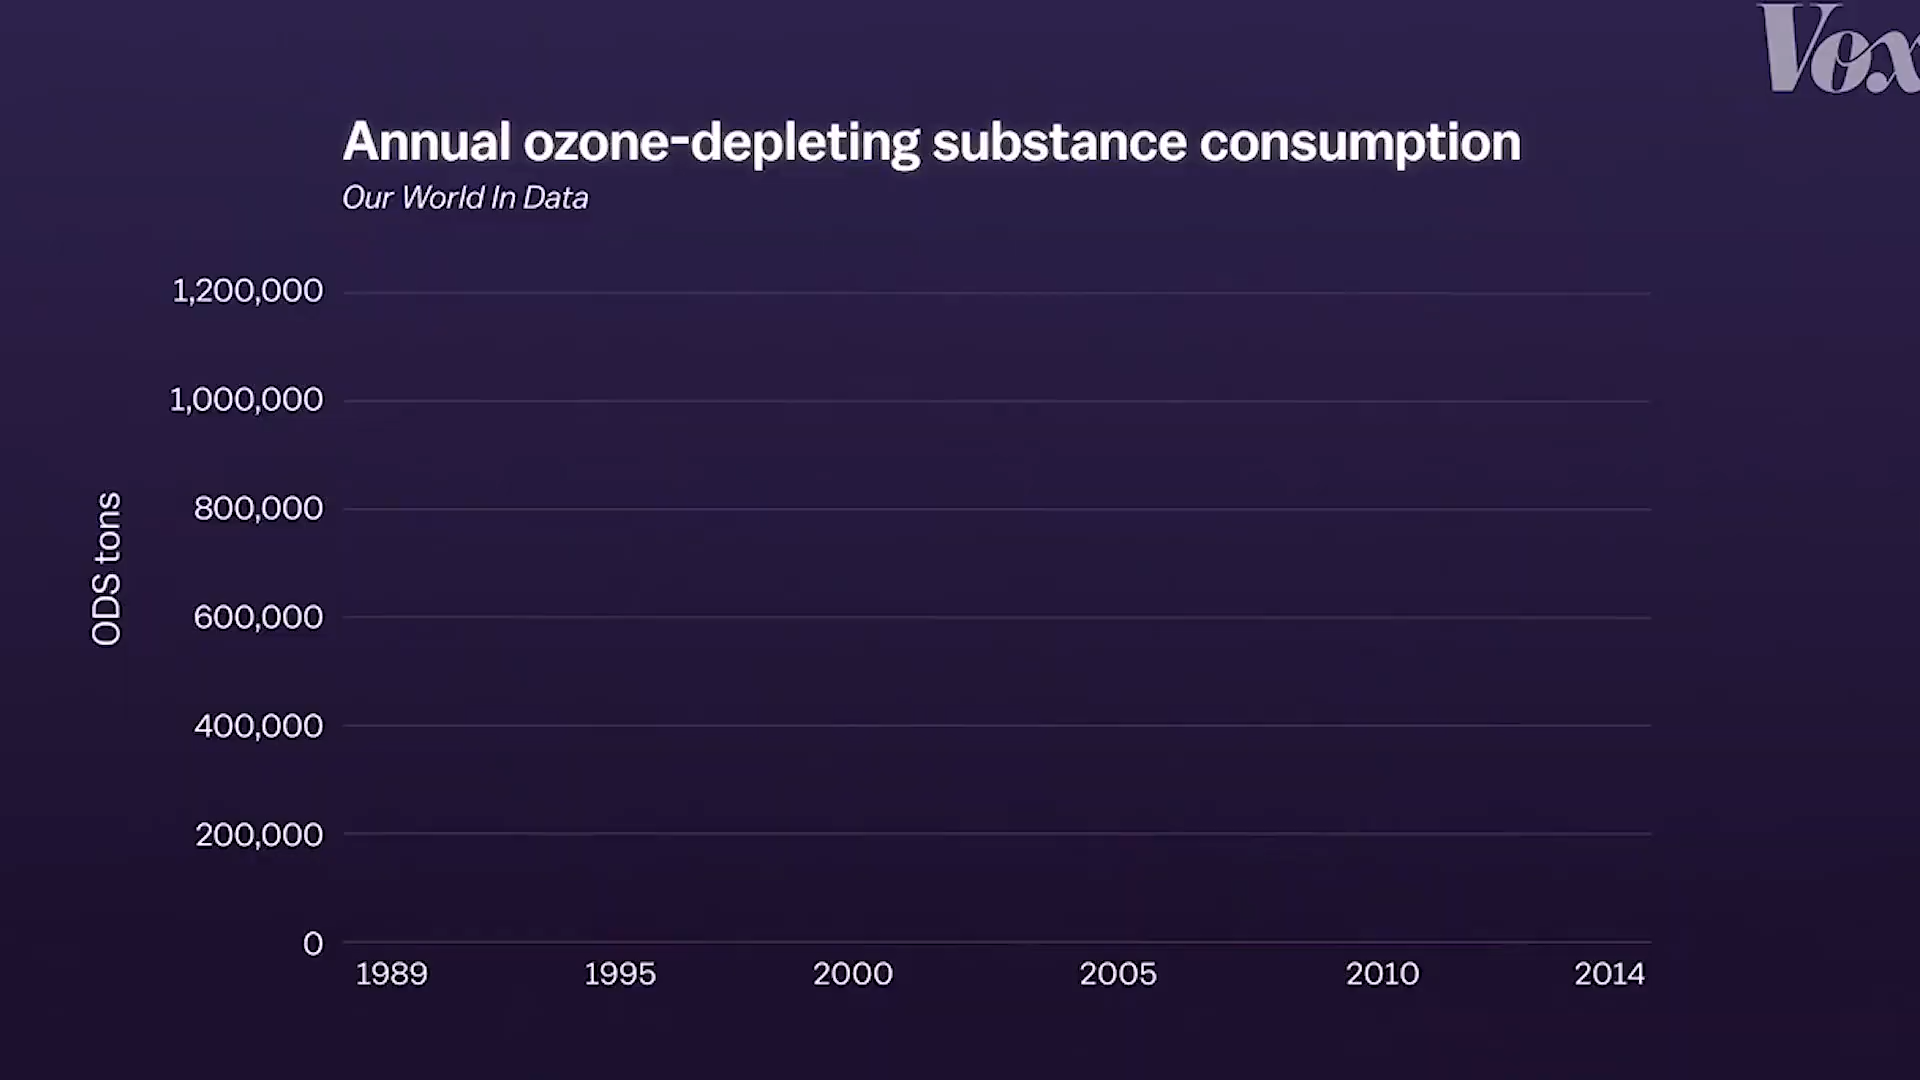 Vox
Annual ozone-depleting substance consumption
Our World In Data
1,200,000
1,000,000
800,000
600,000
400,000
200,000
0
ODS tons
1989 1995 2000 2005 2010 2014